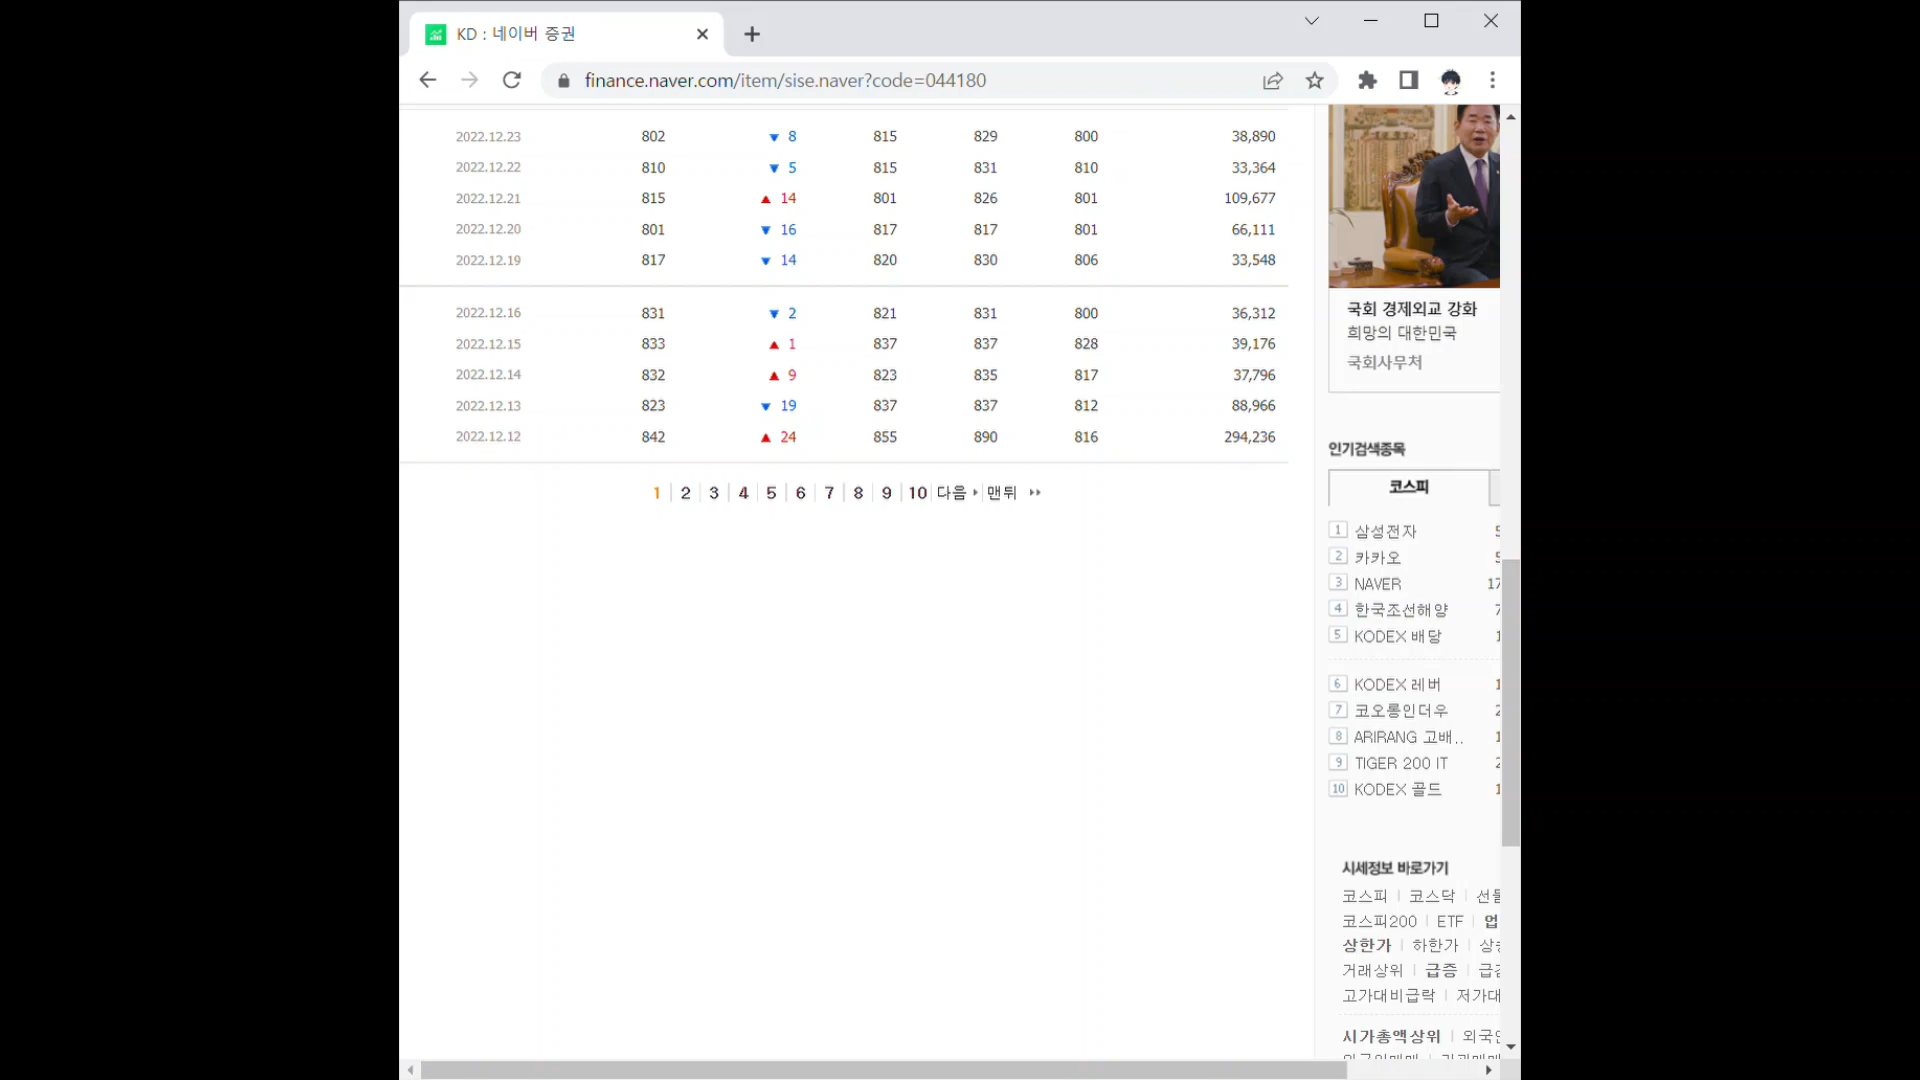 KD : 네이버 증권
finance.naver.com/item/sise.naver?code=044180
2022.12.23 802 ▼ 8 815 829 800 38,890
2022.12.22 810 ▼ 5 815 831 810 33,364
2022.12.21 815 ▲ 14 801 826 801 109,677
2022.12.20 801 ▼ 16 817 817 801 66,111
2022.12.19 817 ▼ 14 820 830 806 33,548
2022.12.16 831 ▼ 2 821 831 800 36,312
2022.12.15 833 ▲ 1 837 837 828 39,176
2022.12.14 832 ▲ 9 823 835 817 37,796
2022.12.13 823 ▼ 19 837 837 812 88,966
2022.12.12 842 ▲ 24 855 890 816 294,236
1 2 3 4 5 6 7 8 9 10 다음 맨뒤
국회 경제외교 강화
희망의 대한민국
국회사무처
인기검색종목
코스피
1 삼성전자
2 카카오
3 NAVER 17
4 한국조선해양
5 KODEX 배당
6 KODEX 레버
7 코오롱인더우
8 ARIRANG 고배..
9 TIGER 200 IT
10 KODEX 골드
시세정보 바로가기
코스피 | 코스닥 |
코스피200 | ETF | 업
상한가 | 하한가 |
거래상위 | 급증 |
고가대비급락 | 저가대
시가총액상위 |